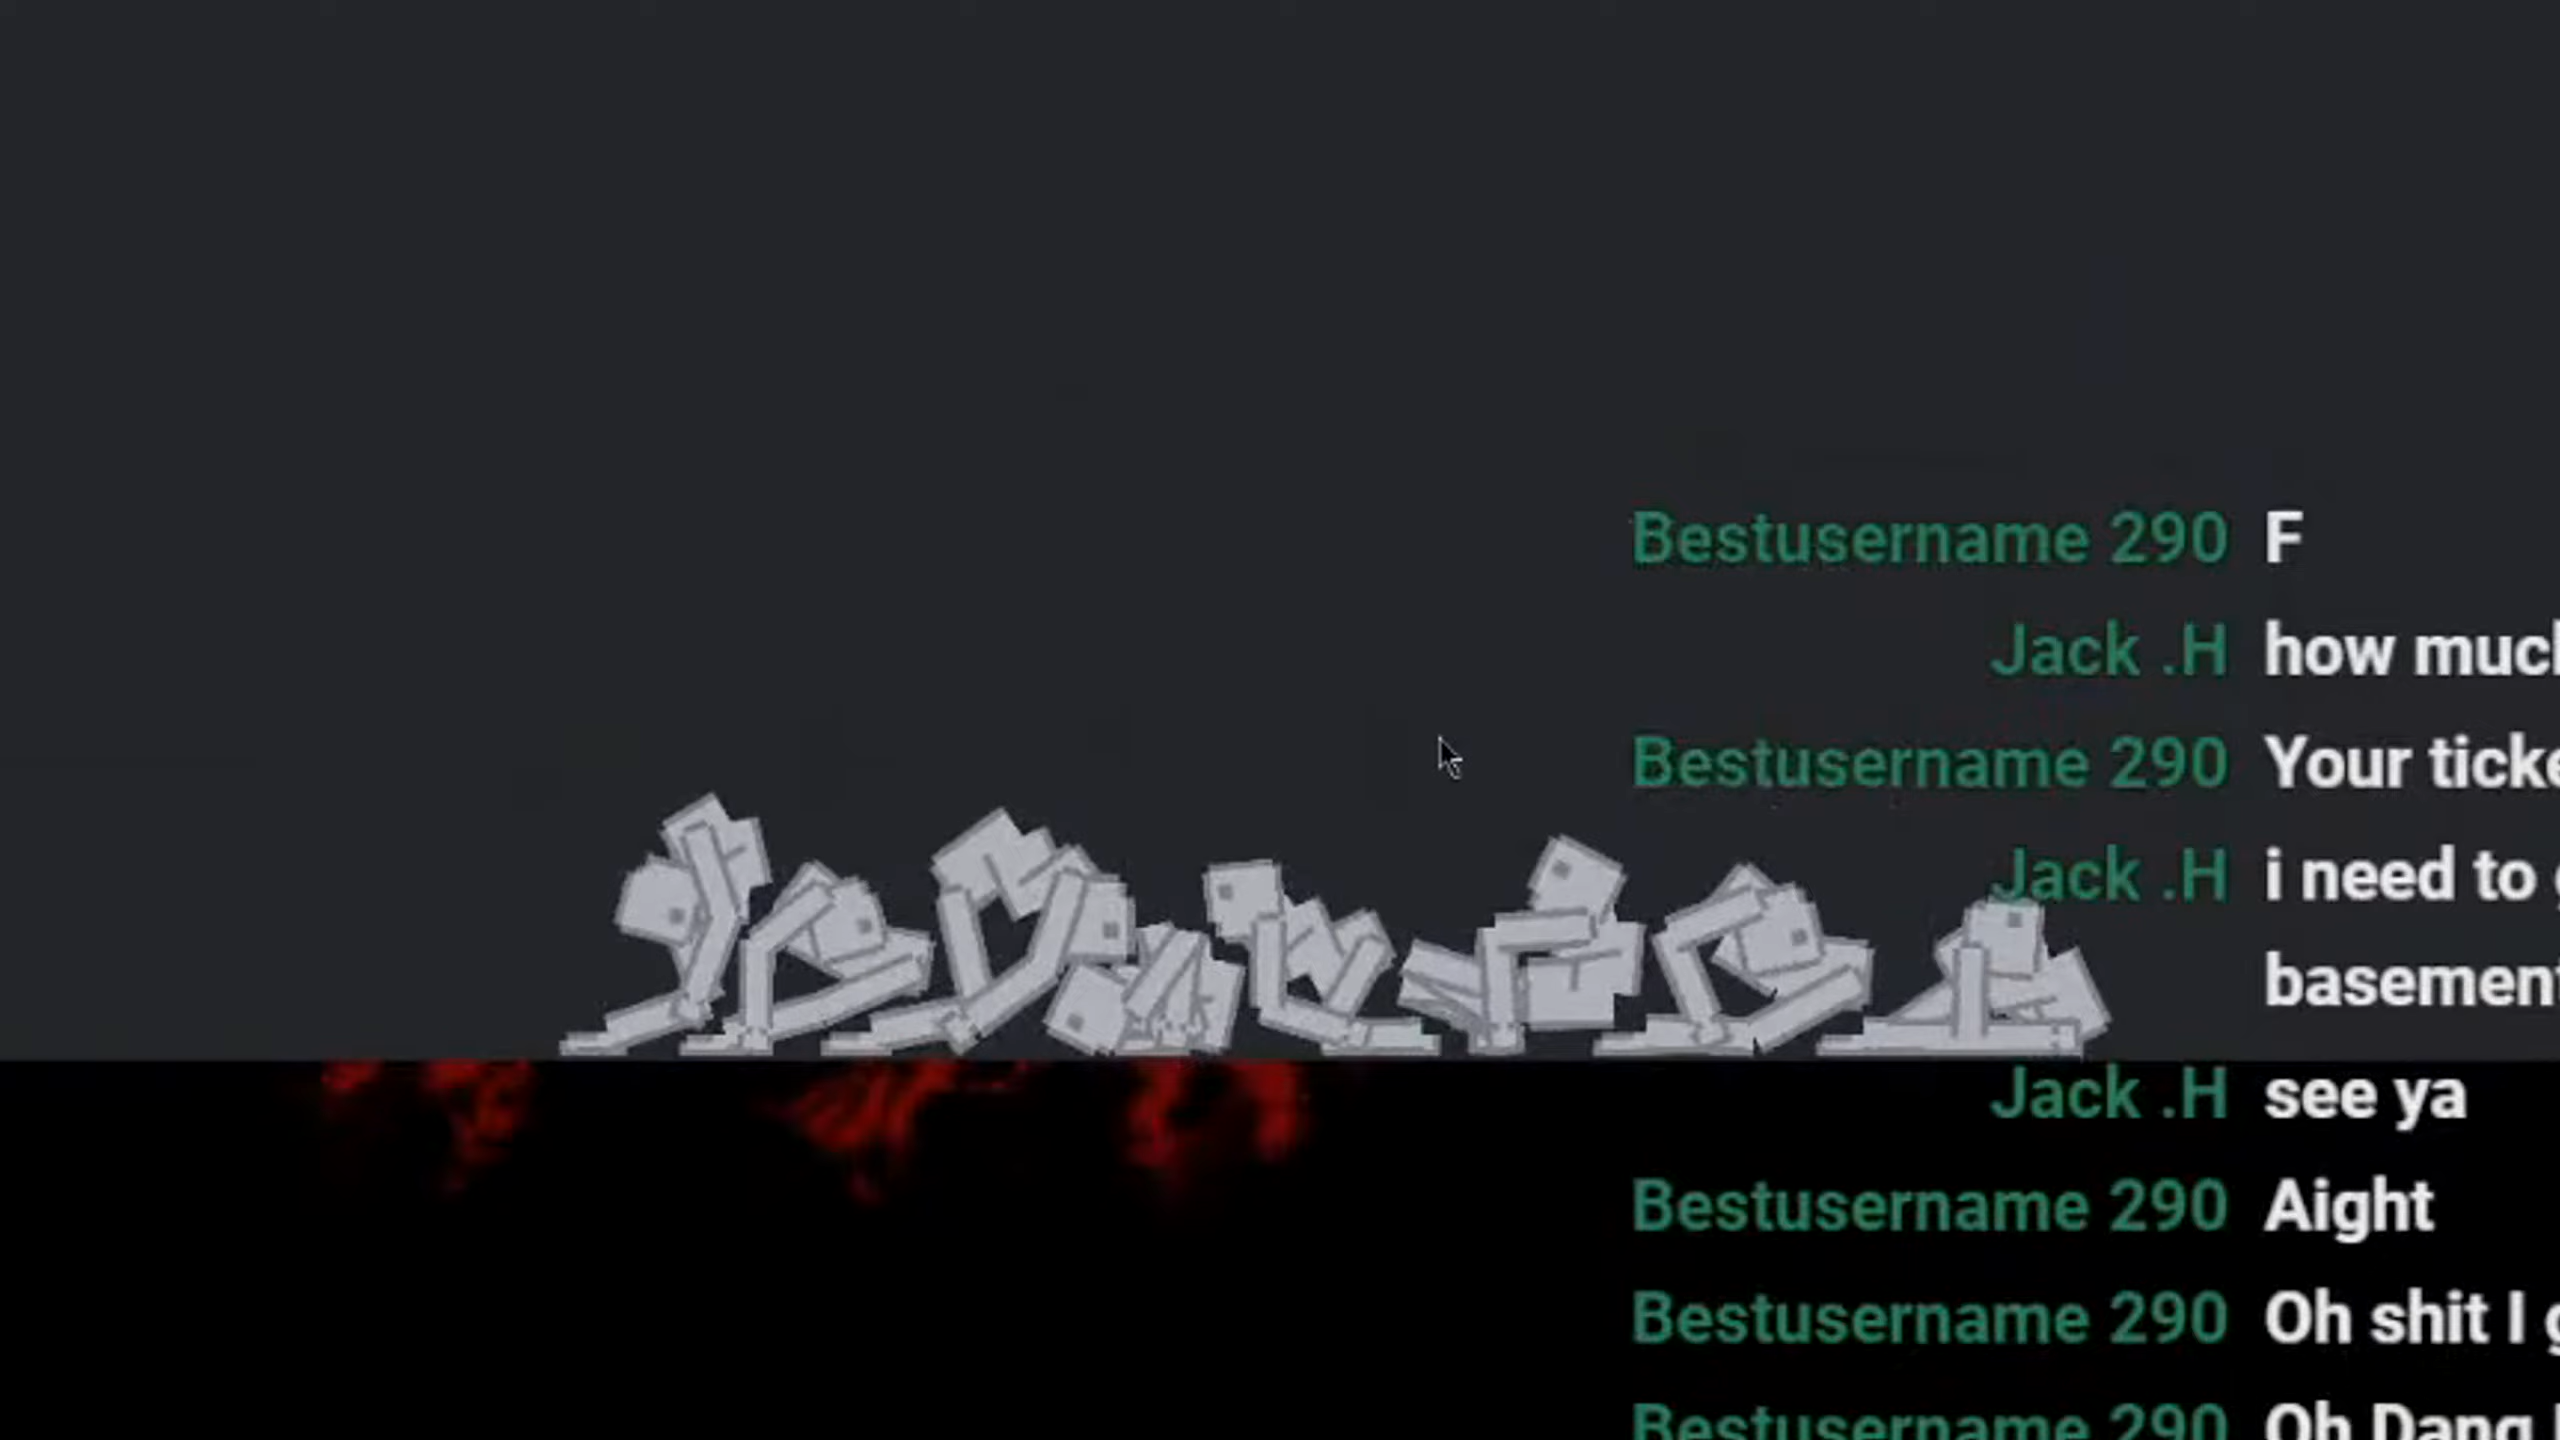 Bestusername 290 F
Jack .H how much
Bestusername 290 Your ticke
Jack .H i need to
basement
Jack .H see ya
Bestusername 290 Aight
Bestusername 290 Oh shit I
Bestusername 290 Oh Dang